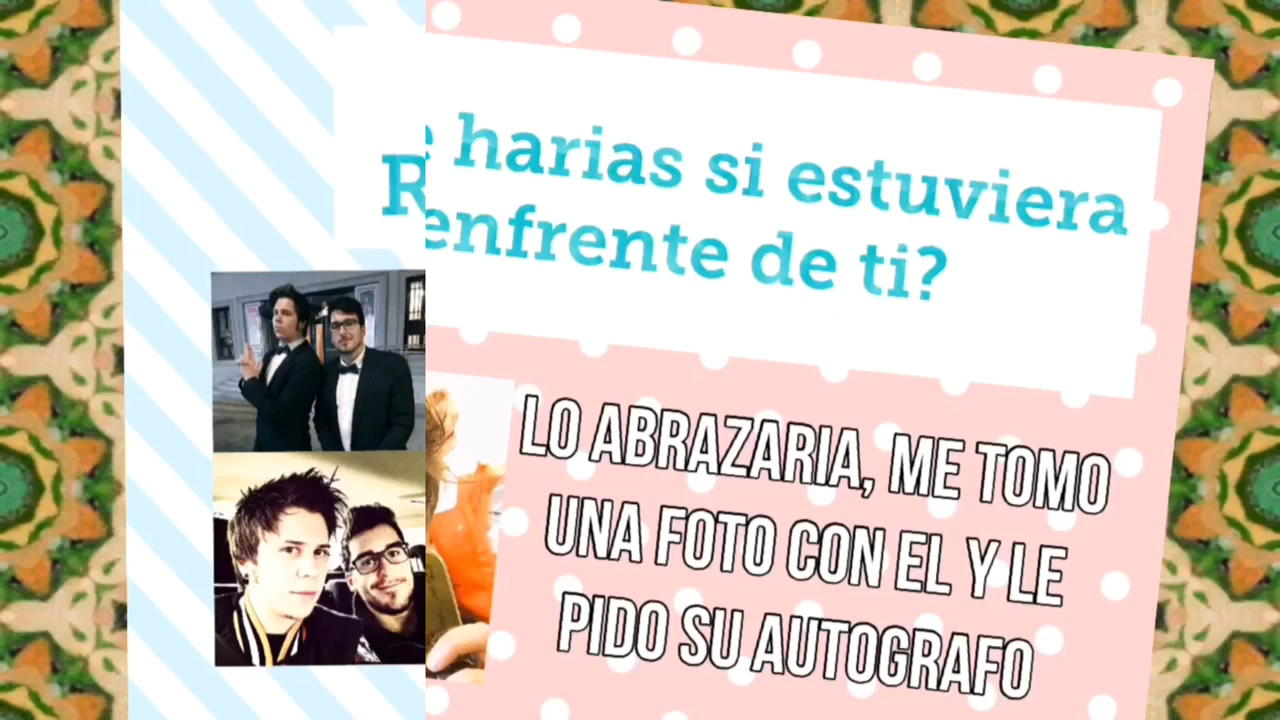 harias si estuviera
enfrente de ti?
LO ABRAZARIA, ME TOMO
UNA FOTO CON EL Y LE
PIDO SU AUTOGRAFO